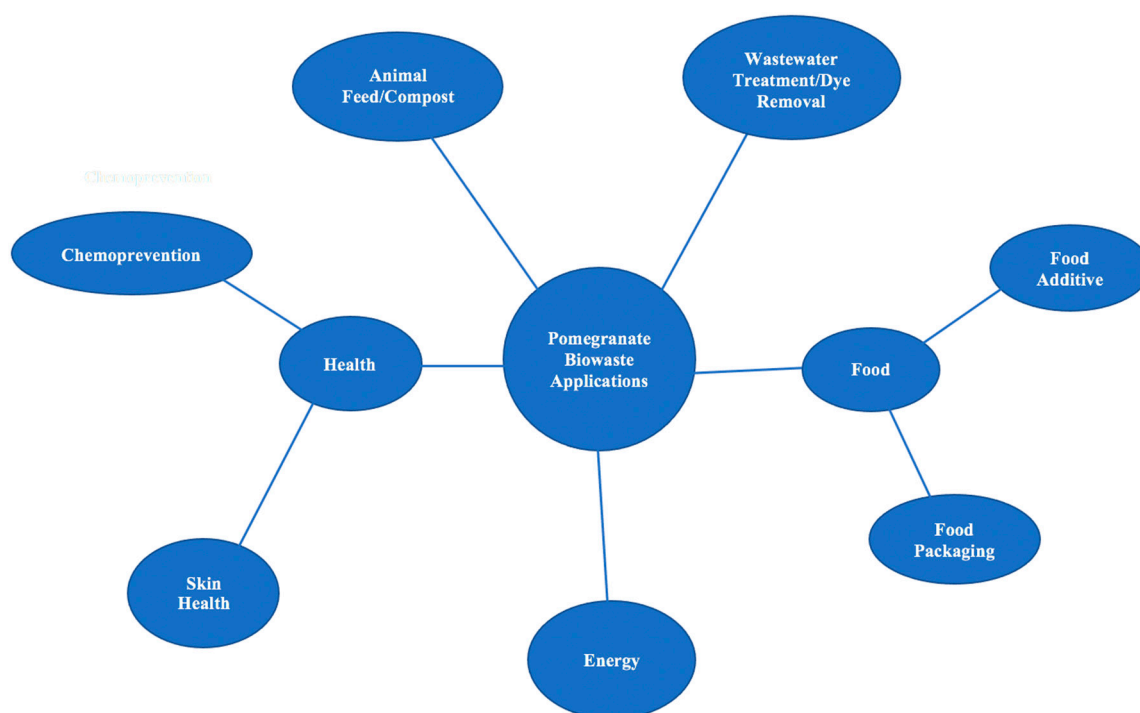 Animal
Feed/Compost
Wastewater
Treatment/Dye
Removal
Chemoprevention
Chemoprevention
Food
Additive
Pomegranate
Biowaste
Applications
Health
Food
Food
Packaging
Skin
Health
Energy